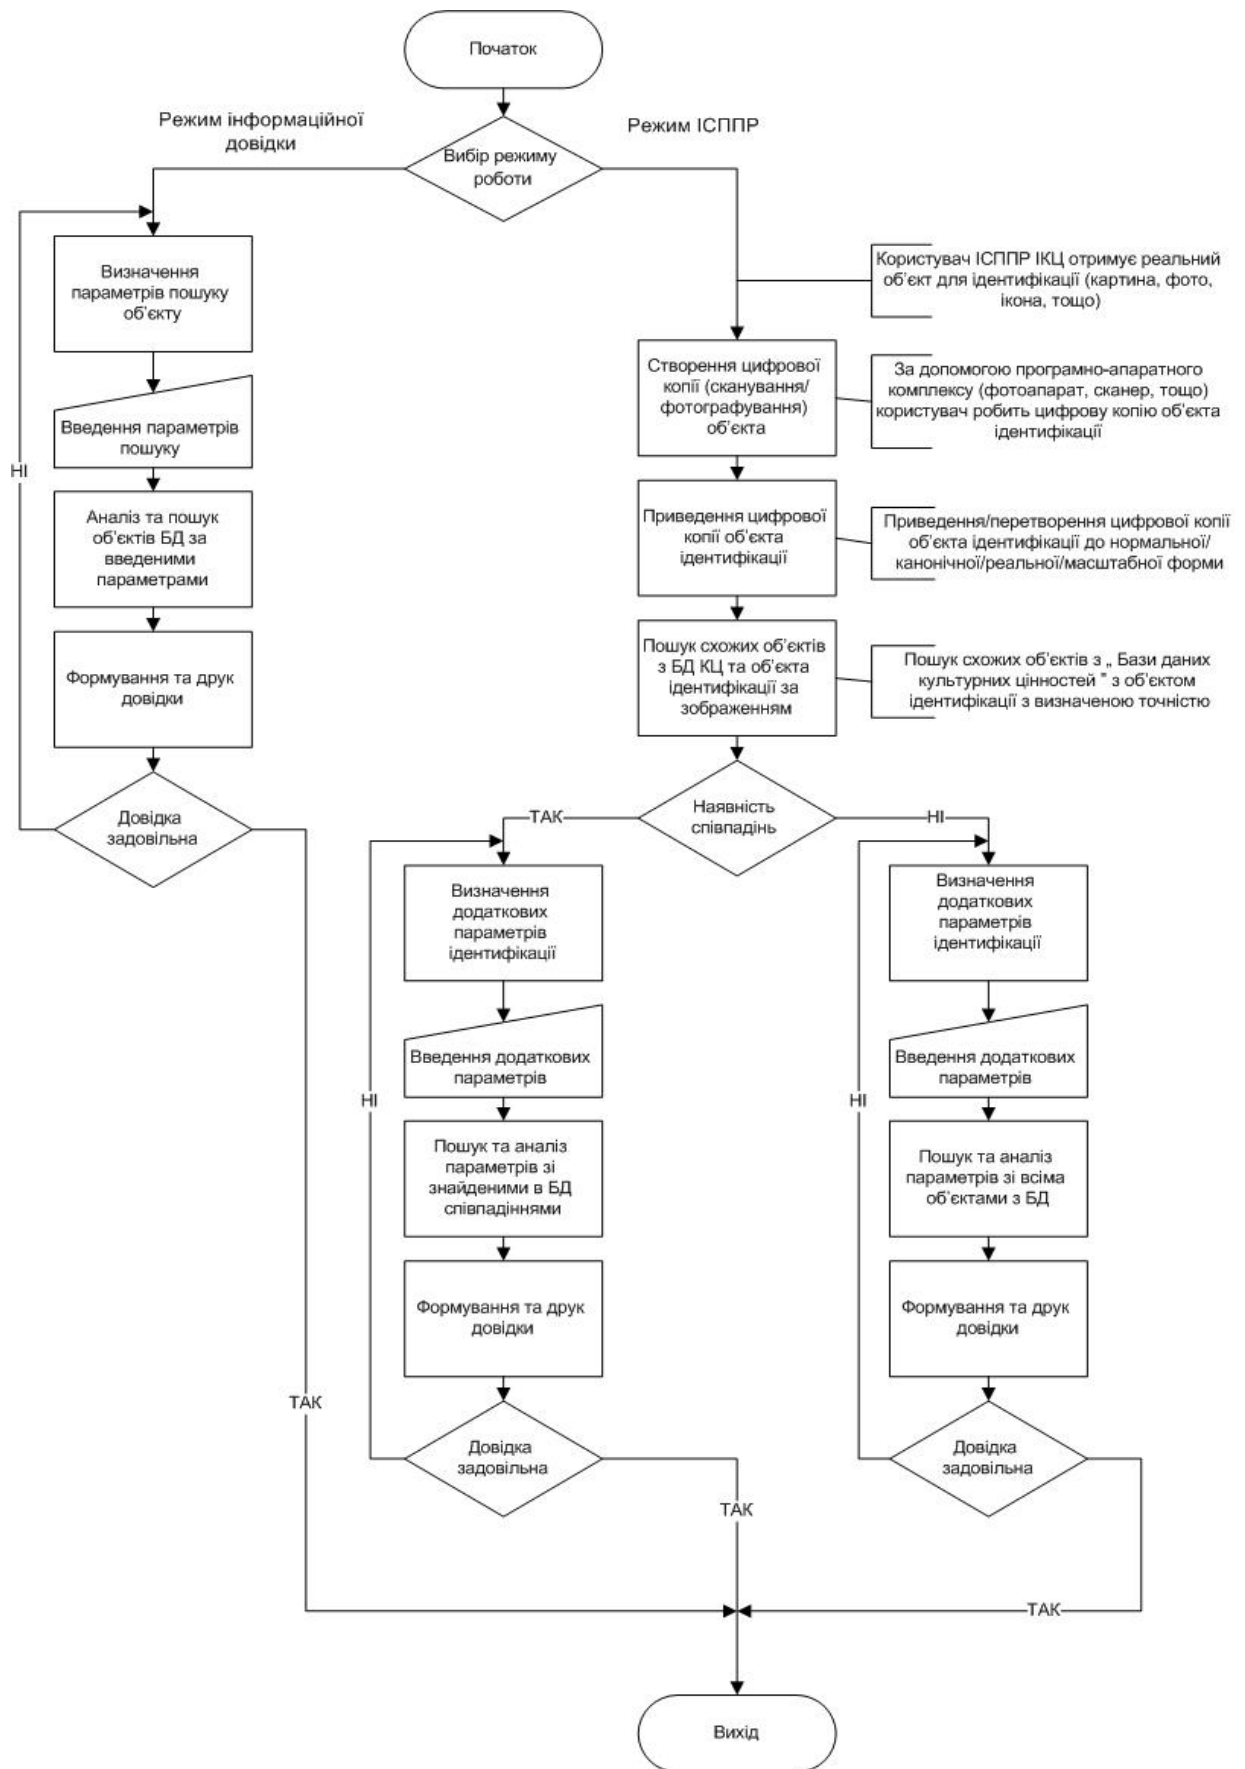 Початок
Режим інформаційної
довідки
Режим ІСППР
Вибір режиму
роботи
Визначення
параметрів пошуку
об'єкту
Введення параметрів
пошуку
НІ
Аналіз та пошук
об'єктів БД за
введеними
параметрами
Формування та друк
довідки
Довідка
задовільна
ТАК
Користувач ІСППР ІКЦ отримує реальний
об'єкт для ідентифікації (картина, фото,
ікона, тощо)
Створення цифрової
копії (сканування/
фотографування)
об'єкта
За допомогою програмно-апаратного
комплексу (фотоапарат, сканер, тощо)
користувач робить цифрову копію об'єкта
ідентифікації
Приведення цифрової
копії об'єкта
ідентифікації
Приведення/перетворення цифрової копії
об'єкта ідентифікації до нормальної/
канонічної/реальної/масштабної форми
Пошук схожих об'єктів
з БД КЦ та об'єкта
ідентифікації за
зображенням
Пошук схожих об'єктів з „ Бази даних
культурних цінностей " з об'єктом
ідентифікації з визначеною точністю
Наявність
співпадінь
ТАК
НІ
Визначення
додаткових
параметрів
ідентифікації
Введення додаткових
параметрів
НІ
Пошук та аналіз
параметрів зі
знайденими в БД
співпадіннями
Формування та друк
довідки
Довідка
задовільна
ТАК
Визначення
додаткових
параметрів
ідентифікації
Введення додаткових
параметрів
НІ
Пошук та аналіз
параметрів зі всіма
об'єктами з БД
Формування та друк
довідки
Довідка
задовільна
ТАК
Вихід